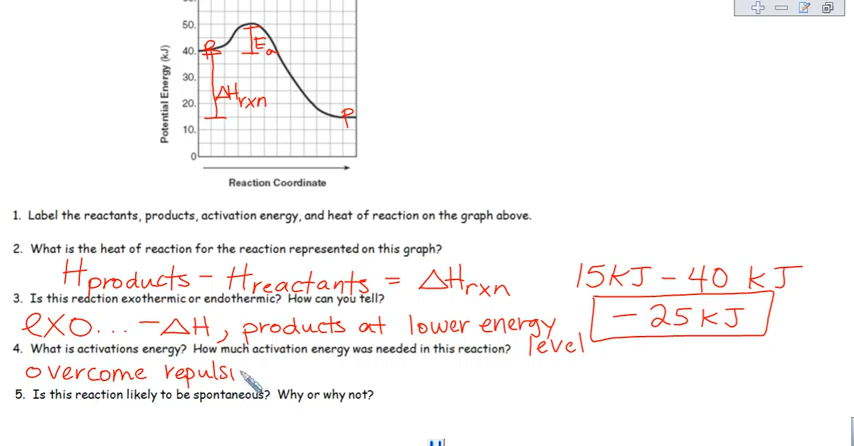 50.
R
Ea
40.
30.
ΔHrxn
20.
P
10.
0
Potential Energy (kJ)
Reaction Coordinate
1. Label the reactants, products, activation energy, and heat of reaction on the graph above.
2. What is the heat of reaction for the reaction represented on this graph?
Hproducts - Hreactants = ΔHrxn 15KJ - 40 KJ
3. Is this reaction exothermic or endothermic? How can you tell?
- 25KJ
exo... -ΔH, products at lower energy
level
4. What is activations energy? How much activation energy was needed in this reaction?
overcome repulsi
5. Is this reaction likely to be spontaneous? Why or why not?